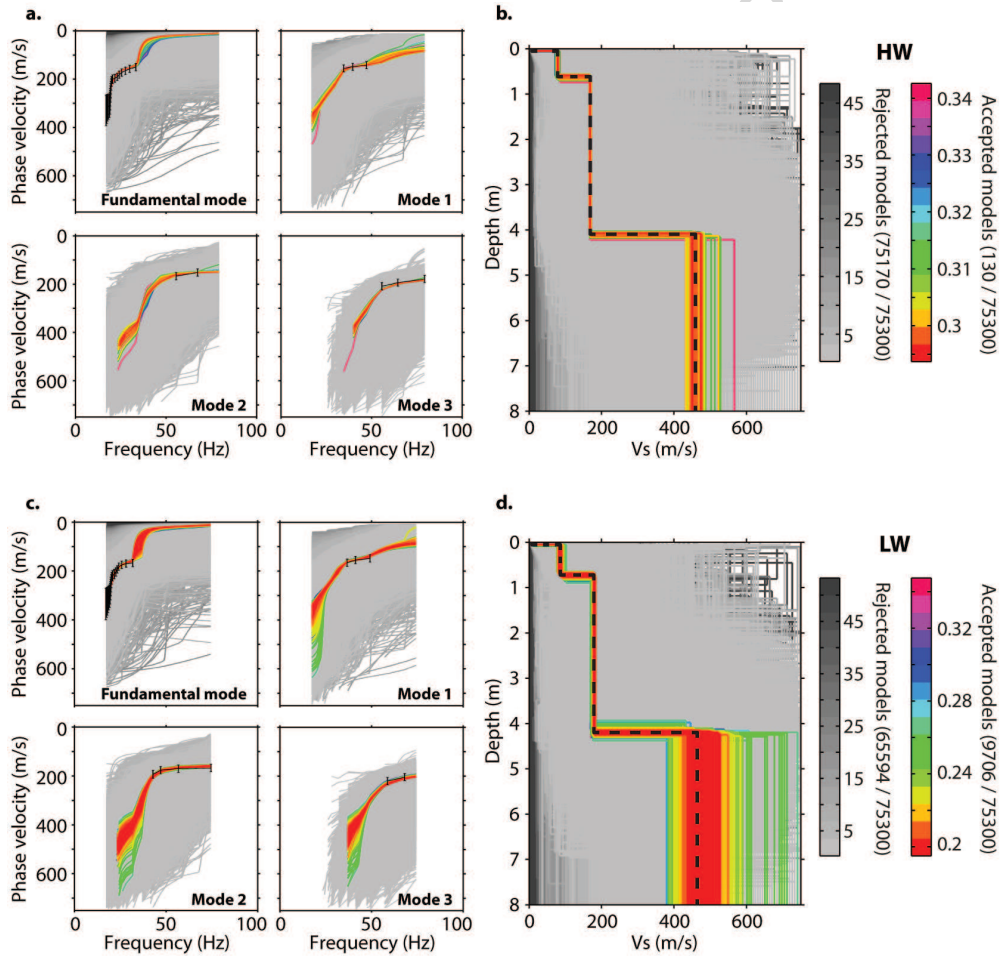 a.
0
200
400
600
Phase velocity (m/s)
Fundamental mode
Mode 1
0
200
400
600
Phase velocity (m/s)
Mode 2
Mode 3
0
50
100
0
50
100
Frequency (Hz)
Frequency (Hz)
b.
0
1
2
3
4
5
6
7
8
Depth (m)
0
200
400
600
Vs (m/s)
HW
45
35
25
15
5
Rejected models (75170 / 75300)
0.34
0.33
0.32
0.31
0.3
Accepted models (130 / 75300)
c.
0
200
400
600
Phase velocity (m/s)
Fundamental mode
Mode 1
0
200
400
600
Phase velocity (m/s)
Mode 2
Mode 3
0
50
100
0
50
100
Frequency (Hz)
Frequency (Hz)
d.
0
1
2
3
4
5
6
7
8
Depth (m)
0
200
400
600
Vs (m/s)
LW
45
35
25
15
5
Rejected models (65594 / 75300)
0.32
0.28
0.24
0.2
Accepted models (9706 / 75300)